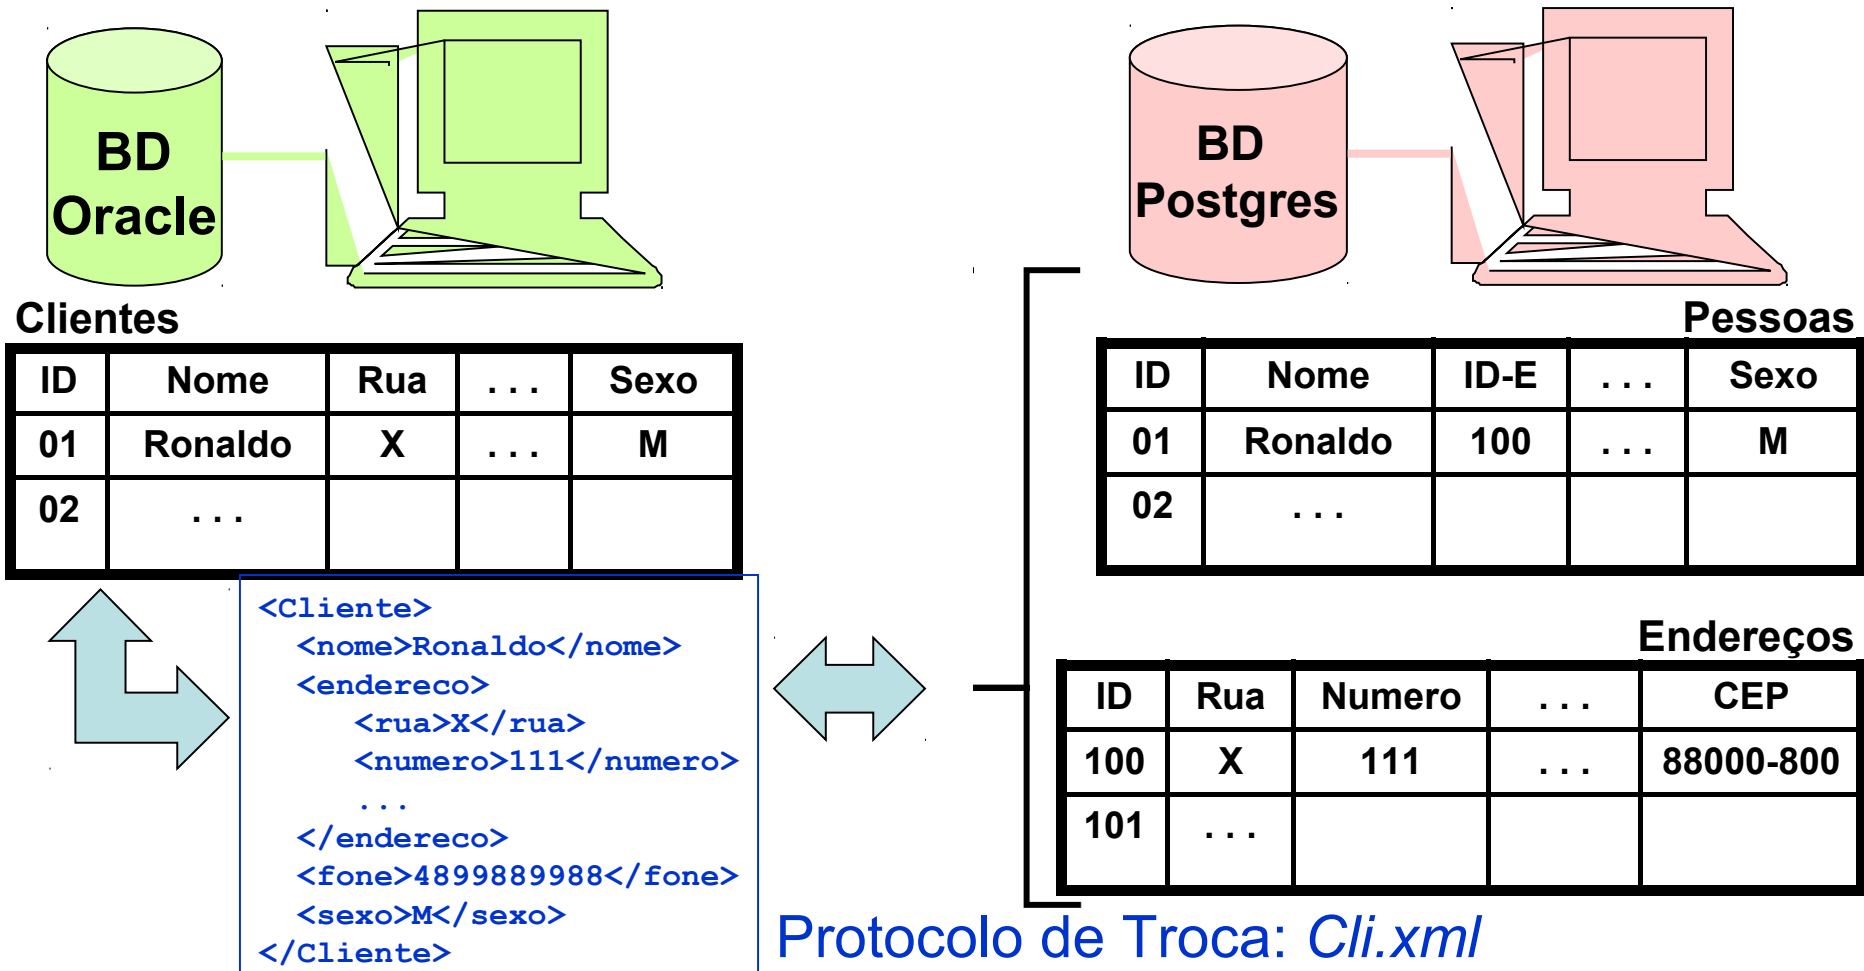 BD
Oracle
BD
Postgres
Clientes
ID Nome Rua . . . Sexo
01 Ronaldo X . . . M
02 . . .
Pessoas
ID Nome ID-E . . . Sexo
01 Ronaldo 100 . . . M
02 . . .
<Cliente>
<nome>Ronaldo</nome>
<endereco>
<rua>X</rua>
<numero>111</numero>
...
</endereco>
<fone>4899889988</fone>
<sexo>M</sexo>
</Cliente>
Endereços
ID Rua Numero . . . CEP
100 X 111 . . . 88000-800
101 . . .
Protocolo de Troca: Cli.xml